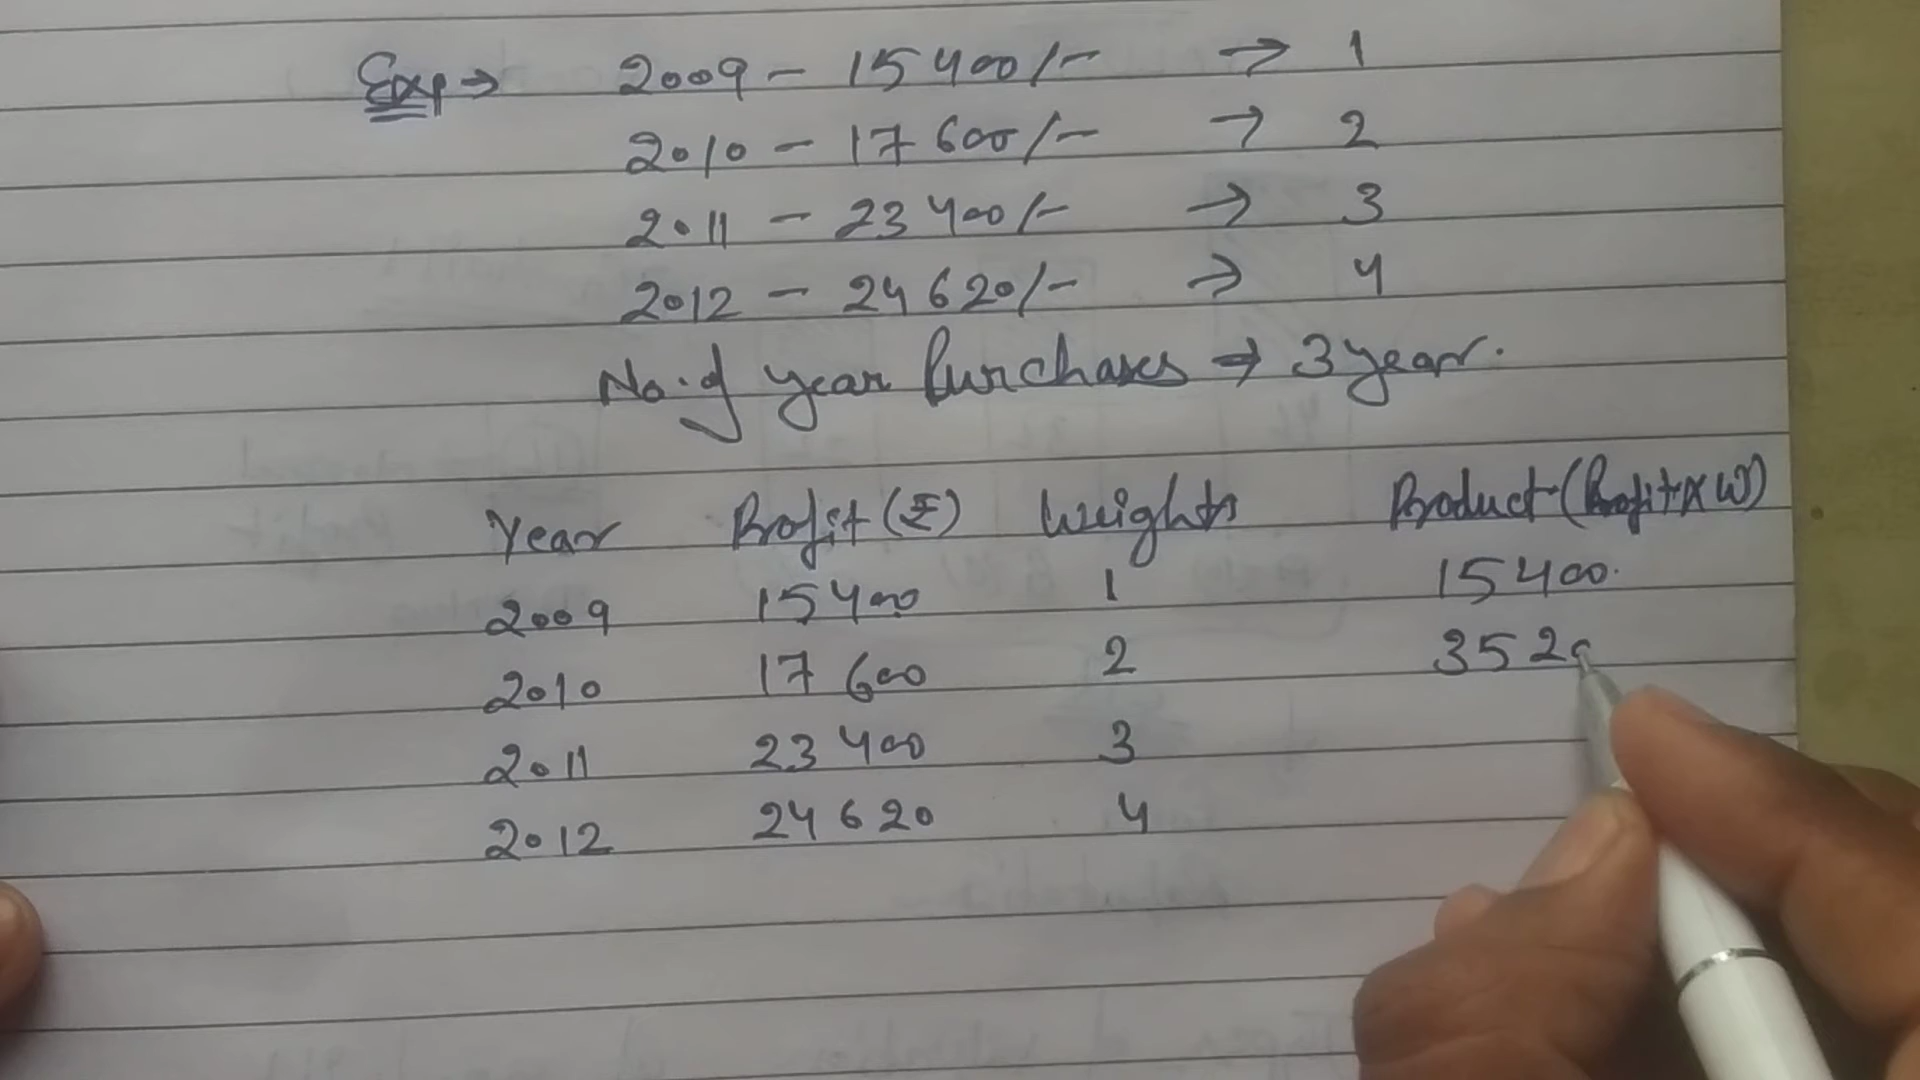 Exp → 2009 - 15400/- → 1
2010 - 17600/- → 2
2011 - 23400/- → 3
2012 - 24620/- → 4
No. of year Purchases → 3 year.
Year Profit (₹) Weights Product (Profit x W)
2009 15400 1 15400.
2010 17600 2 3520
2011 23400 3
2012 24620 4